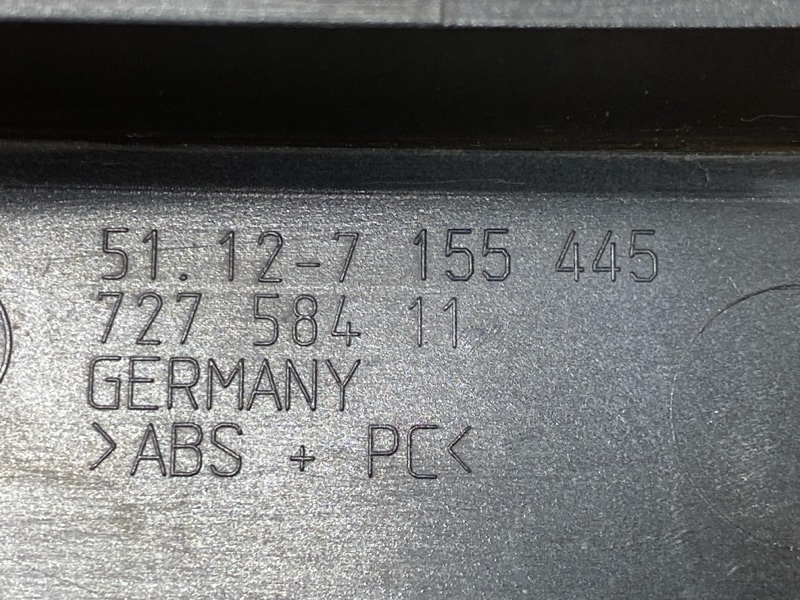 51.12-7 155 445
727 584 11
GERMANY
>ABS + PC<